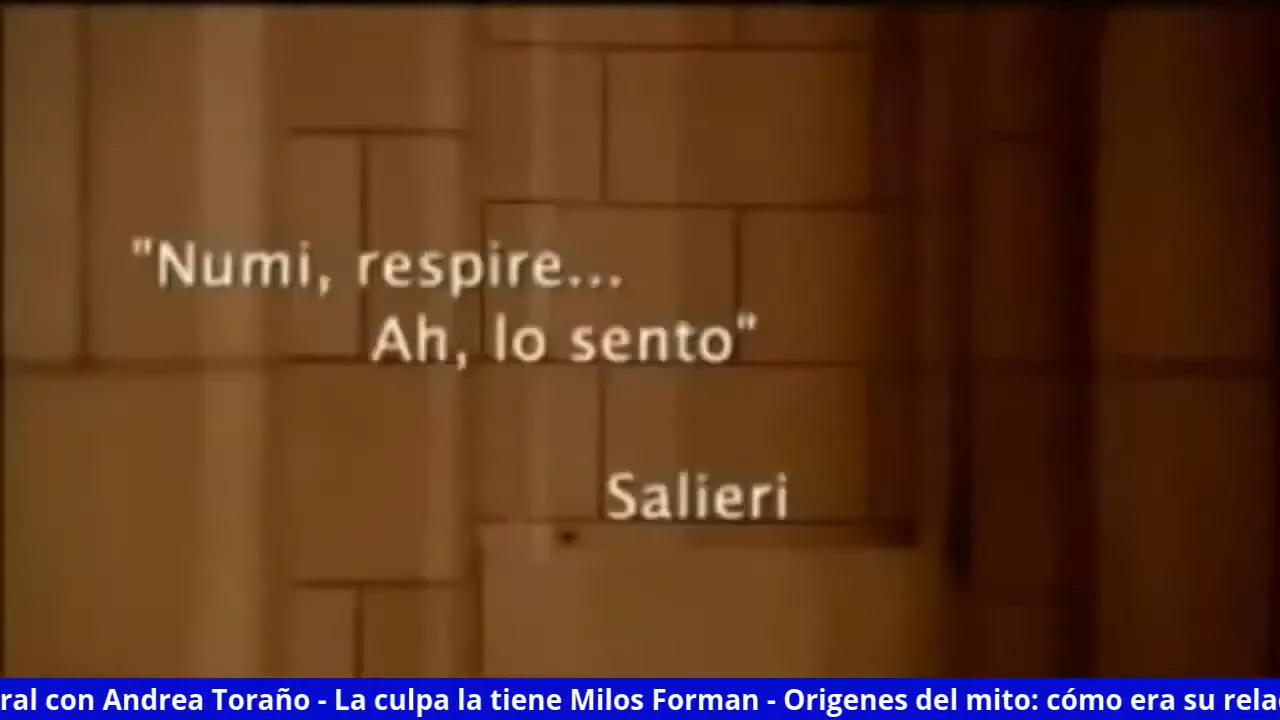 "Numi, respire...
Ah, lo sento"
Salieri
ral con Andrea Toraño - La culpa la tiene Milos Forman - Origenes del mito: cómo era su rela